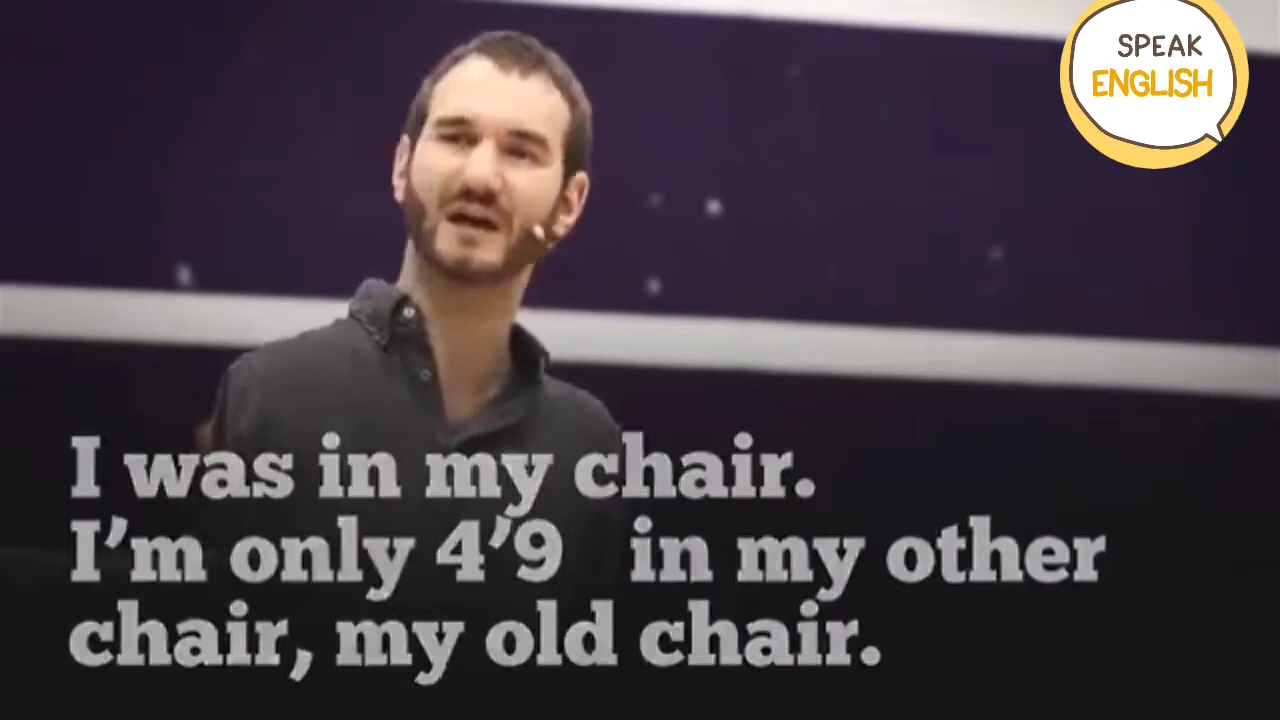 SPEAK
ENGLISH
I was in my chair.
I’m only 4’9 in my other
chair, my old chair.